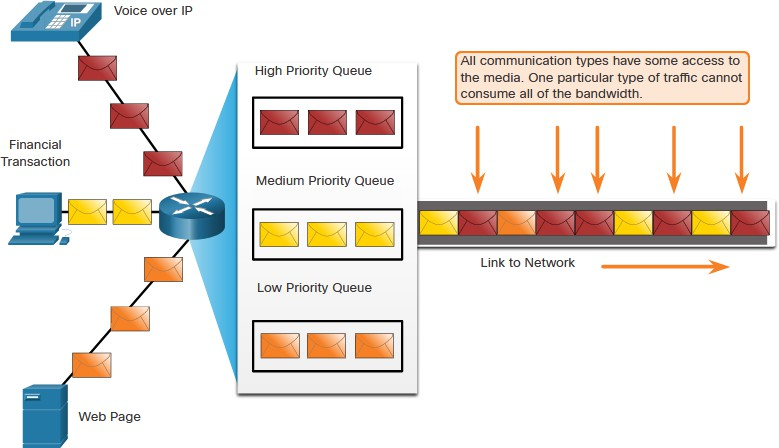 Voice over IP
IP
High Priority Queue
All communication types have some access to
the media. One particular type of traffic cannot
consume all of the bandwidth.
Financial
Transaction
Medium Priority Queue
Link to Network
Low Priority Queue
Web Page